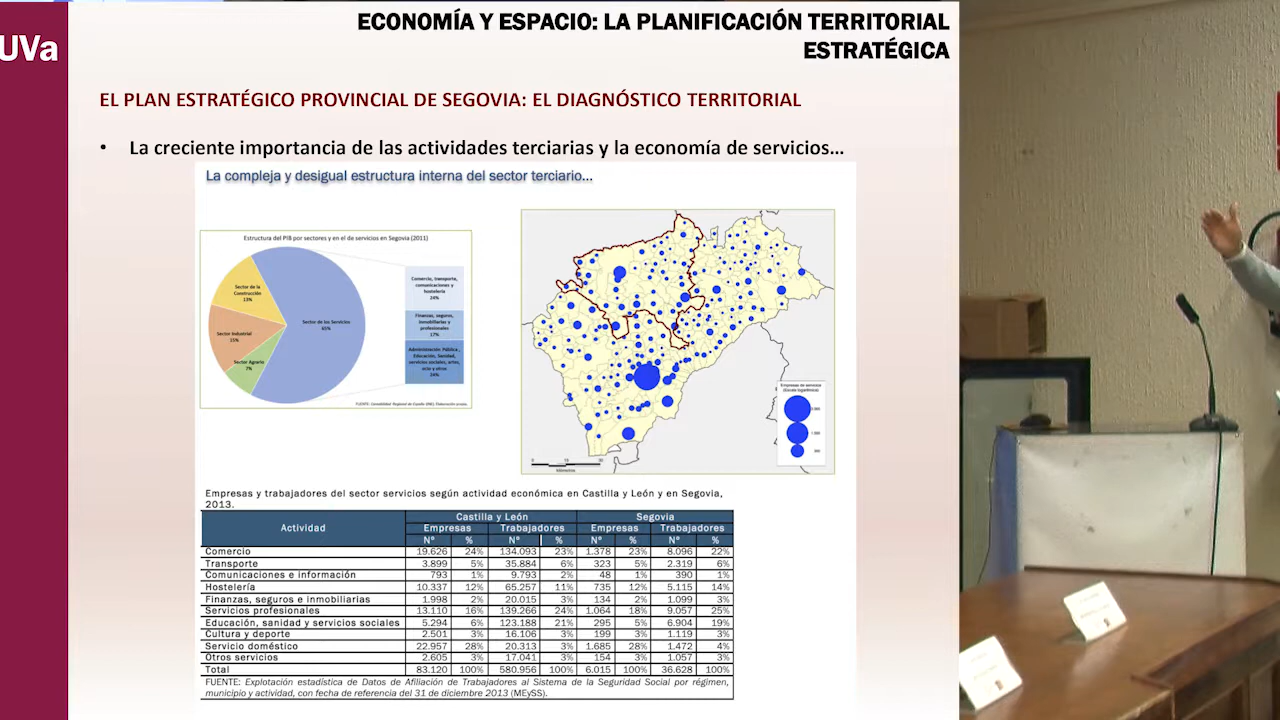 UVa
ECONOMÍA Y ESPACIO: LA PLANIFICACIÓN TERRITORIAL
ESTRATÉGICA
EL PLAN ESTRATÉGICO PROVINCIAL DE SEGOVIA: EL DIAGNÓSTICO TERRITORIAL
• La creciente importancia de las actividades terciarias y la economía de servicios...
La compleja y desigual estructura interna del sector terciario...
Estructura del PIB por sectores y en el de servicios en Segovia (2011)
Sector de la
Construcción
13%
Sector Industrial
15%
Sector Agrario
7%
Sector de los Servicios
65%
Comercio, transporte,
comunicaciones y
hostelería
24%
Finanzas, seguros,
inmobiliarias y
profesionales
17%
Administración Pública,
Educación, Sanidad,
servicios sociales, artes,
ocio y otros
24%
FUENTE: Contabilidad Regional de España (INE). Elaboración propia.
Empresas de servicios
(Escala logarítmica)
kilómetros
Empresas y trabajadores del sector servicios según actividad económica en Castilla y León y en Segovia,
2013.
Actividad Castilla y León Segovia
Empresas Trabajadores Empresas Trabajadores
Nº % Nº % Nº % Nº %
Comercio 19.626 24% 134.093 23% 1.378 23% 8.096 22%
Transporte 3.899 5% 35.884 6% 323 5% 2.319 6%
Comunicaciones e información 793 1% 9.793 2% 48 1% 390 1%
Hostelería 10.337 12% 65.257 11% 735 12% 5.115 14%
Finanzas, seguros e inmobiliarias 1.998 2% 20.015 3% 134 2% 1.099 3%
Servicios profesionales 13.110 16% 139.266 24% 1.064 18% 9.057 25%
Educación, sanidad y servicios sociales 5.294 6% 123.188 21% 295 5% 6.904 19%
Cultura y deporte 2.501 3% 16.106 3% 199 3% 1.119 3%
Servicio doméstico 22.957 28% 20.313 3% 1.685 28% 1.472 4%
Otros servicios 2.605 3% 17.041 3% 154 3% 1.057 3%
Total 83.120 100% 580.956 100% 6.015 100% 36.628 100%
FUENTE: Explotación estadística de Datos de Afiliación de Trabajadores al Sistema de la Seguridad Social por régimen,
municipio y actividad, con fecha de referencia del 31 de diciembre 2013 (MEySS).